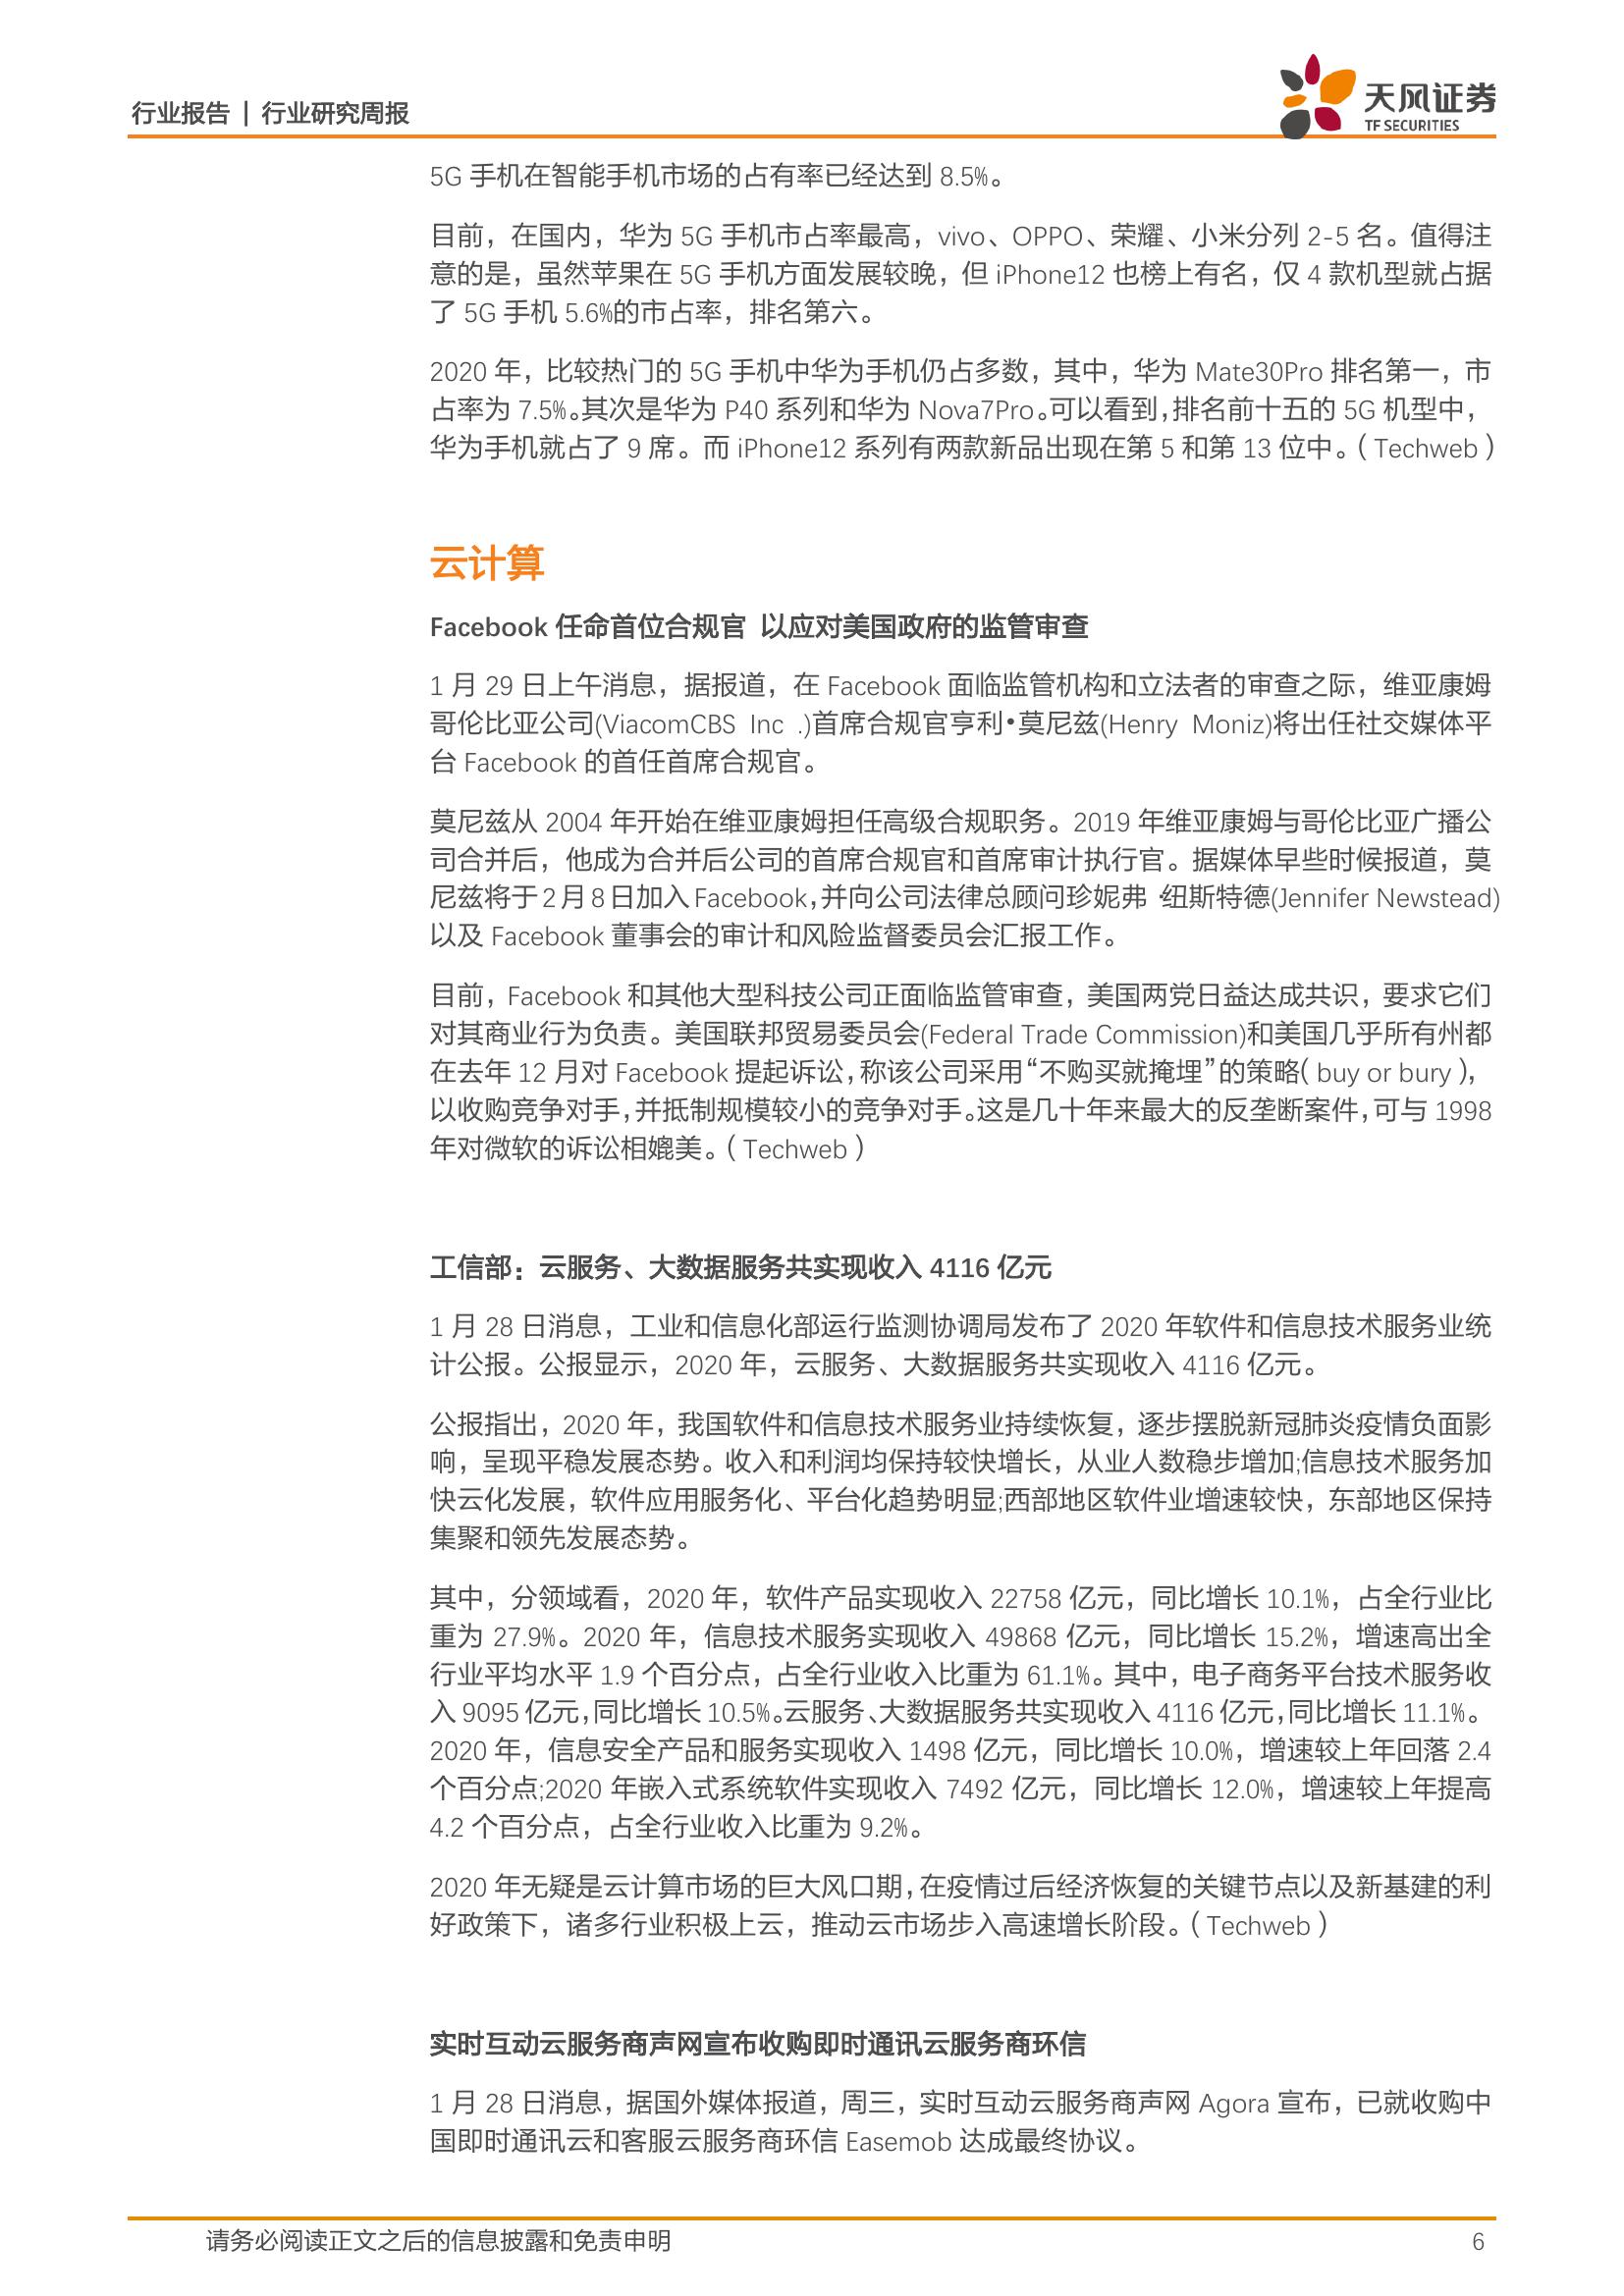 行业报告 | 行业研究周报
天风证券
TF SECURITIES
5G 手机在智能手机市场的占有率已经达到 8.5%。
目前，在国内，华为 5G 手机市占率最高，vivo、OPPO、荣耀、小米分列 2-5 名。值得注
意的是，虽然苹果在 5G 手机方面发展较晚，但 iPhone12 也榜上有名，仅 4 款机型就占据
了 5G 手机 5.6%的市占率，排名第六。
2020 年，比较热门的 5G 手机中华为手机仍占多数，其中，华为 Mate30Pro 排名第一，市
占率为 7.5%。其次是华为 P40 系列和华为 Nova7Pro。可以看到，排名前十五的 5G 机型中，
华为手机就占了 9 席。而 iPhone12 系列有两款新品出现在第 5 和第 13 位中。（Techweb）
云计算
Facebook 任命首位合规官 以应对美国政府的监管审查
1 月 29 日上午消息，据报道，在 Facebook 面临监管机构和立法者的审查之际，维亚康姆
哥伦比亚公司(ViacomCBS Inc .)首席合规官亨利•莫尼兹(Henry Moniz)将出任社交媒体平
台 Facebook 的首任首席合规官。
莫尼兹从 2004 年开始在维亚康姆担任高级合规职务。2019 年维亚康姆与哥伦比亚广播公
司合并后，他成为合并后公司的首席合规官和首席审计执行官。据媒体早些时候报道，莫
尼兹将于 2 月 8 日加入 Facebook，并向公司法律总顾问珍妮弗·纽斯特德(Jennifer Newstead)
以及 Facebook 董事会的审计和风险监督委员会汇报工作。
目前，Facebook 和其他大型科技公司正面临监管审查，美国两党日益达成共识，要求它们
对其商业行为负责。美国联邦贸易委员会(Federal Trade Commission)和美国几乎所有州都
在去年 12 月对 Facebook 提起诉讼，称该公司采用“不购买就掩埋”的策略（buy or bury），
以收购竞争对手，并抵制规模较小的竞争对手。这是几十年来最大的反垄断案件，可与 1998
年对微软的诉讼相媲美。（Techweb）
工信部：云服务、大数据服务共实现收入 4116 亿元
1 月 28 日消息，工业和信息化部运行监测协调局发布了 2020 年软件和信息技术服务业统
计公报。公报显示，2020 年，云服务、大数据服务共实现收入 4116 亿元。
公报指出，2020 年，我国软件和信息技术服务业持续恢复，逐步摆脱新冠肺炎疫情负面影
响，呈现平稳发展态势。收入和利润均保持较快增长，从业人数稳步增加;信息技术服务加
快云化发展，软件应用服务化、平台化趋势明显;西部地区软件业增速较快，东部地区保持
集聚和领先发展态势。
其中，分领域看，2020 年，软件产品实现收入 22758 亿元，同比增长 10.1%，占全行业比
重为 27.9%。2020 年，信息技术服务实现收入 49868 亿元，同比增长 15.2%，增速高出全
行业平均水平 1.9 个百分点，占全行业收入比重为 61.1%。其中，电子商务平台技术服务收
入 9095 亿元，同比增长 10.5%。云服务、大数据服务共实现收入 4116 亿元，同比增长 11.1%。
2020 年，信息安全产品和服务实现收入 1498 亿元，同比增长 10.0%，增速较上年回落 2.4
个百分点;2020 年嵌入式系统软件实现收入 7492 亿元，同比增长 12.0%，增速较上年提高
4.2 个百分点，占全行业收入比重为 9.2%。
2020 年无疑是云计算市场的巨大风口期，在疫情过后经济恢复的关键节点以及新基建的利
好政策下，诸多行业积极上云，推动云市场步入高速增长阶段。（Techweb）
实时互动云服务商声网宣布收购即时通讯云服务商环信
1 月 28 日消息，据国外媒体报道，周三，实时互动云服务商声网 Agora 宣布，已就收购中
国即时通讯云和客服云服务商环信 Easemob 达成最终协议。
请务必阅读正文之后的信息披露和免责申明
6